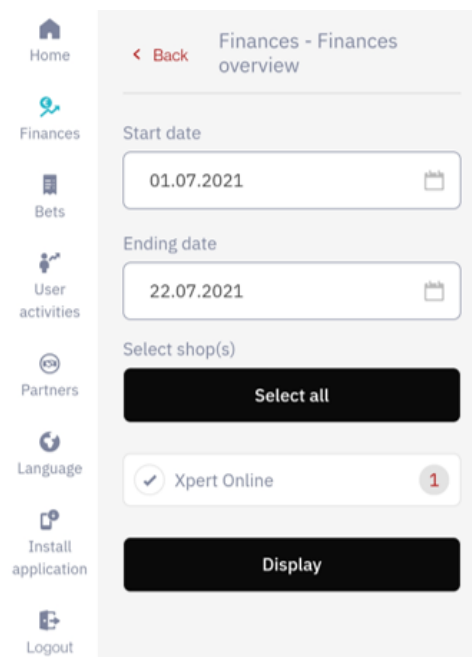 Home
Finances
Bets
User
activities
Partners
Language
Install
application
Logout
Back
Finances - Finances
overview
Start date
01.07.2021
Ending date
22.07.2021
Select shop(s)
Select all
Xpert Online
1
Display